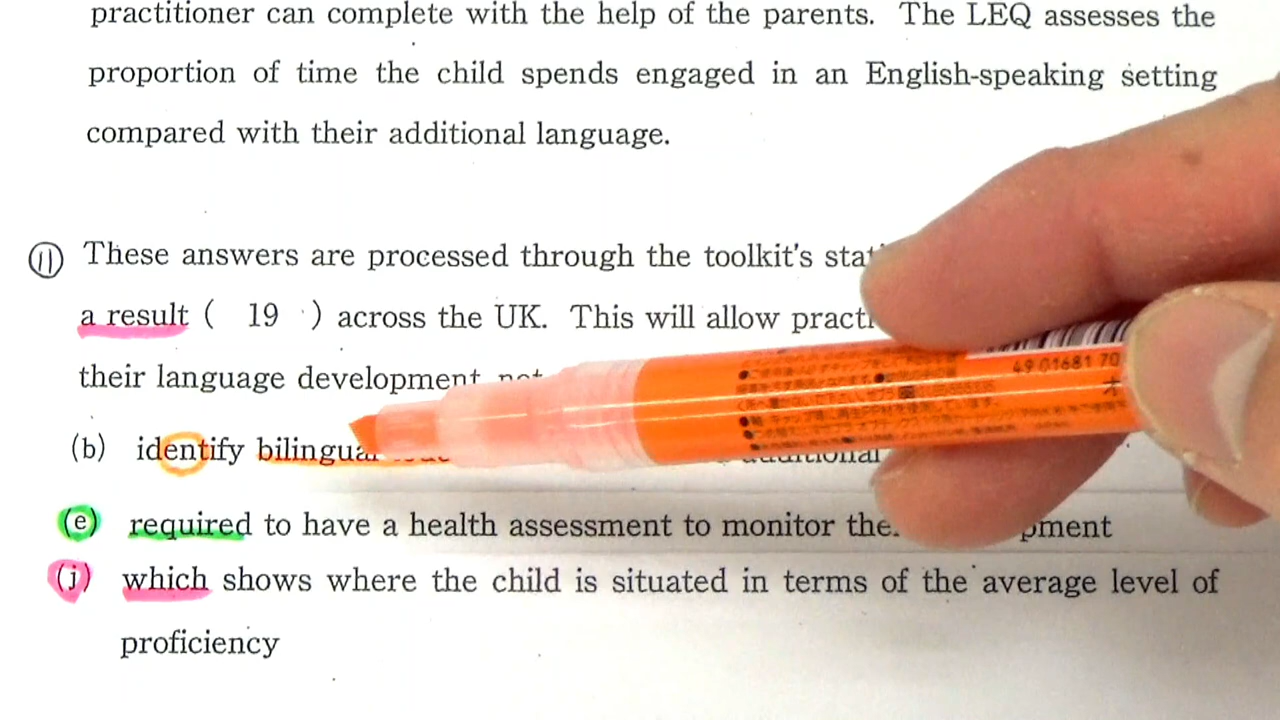 practitioner can complete with the help of the parents. The LEQ assesses the
proportion of time the child spends engaged in an English-speaking setting
compared with their additional language.
⑪ These answers are processed through the toolkit's
a result ( 19 ) across the UK. This will allow
their language development
(b) identify
(e) required to have a health assessment to monitor
(j) which shows where the child is situated in terms of the average level of
proficiency
49 01681 70